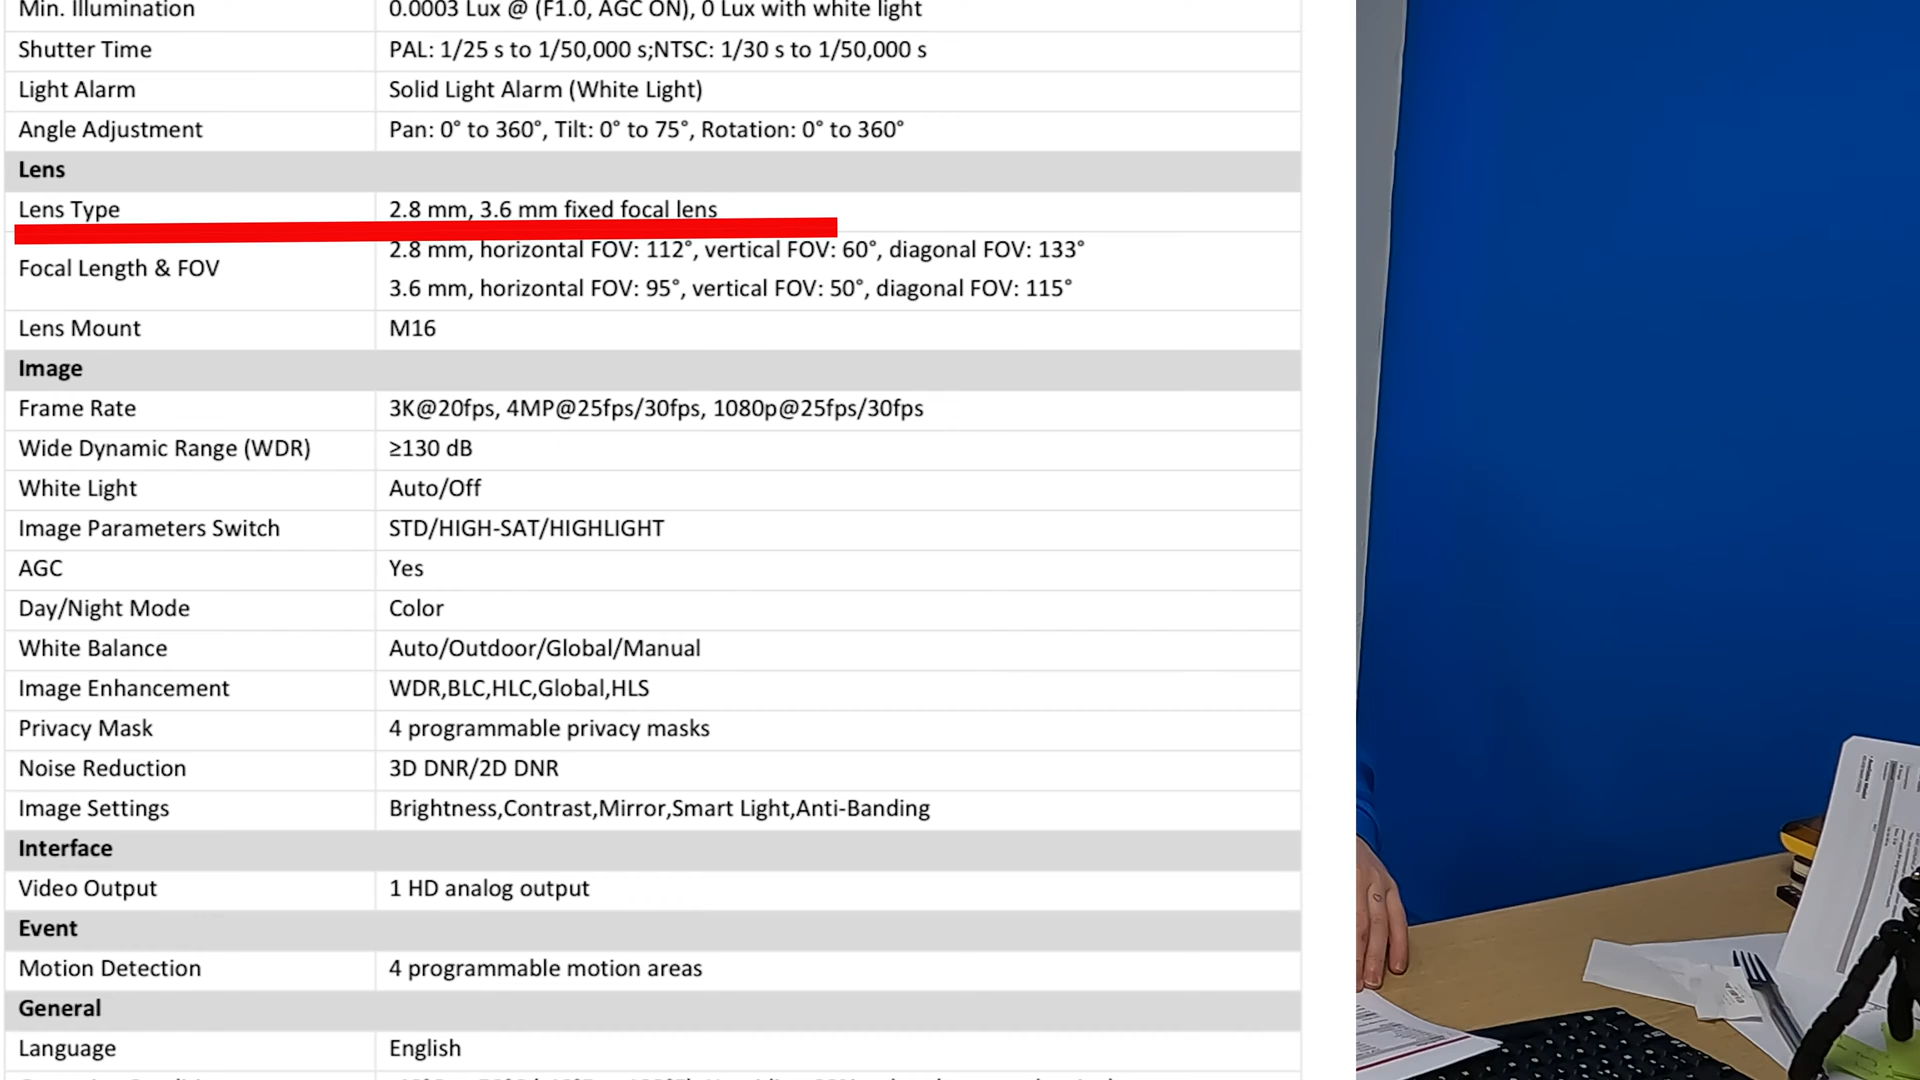 Min. Illumination 0.0003 Lux @ (F1.0, AGC ON), 0 Lux with white light
Shutter Time PAL: 1/25 s to 1/50,000 s;NTSC: 1/30 s to 1/50,000 s
Light Alarm Solid Light Alarm (White Light)
Angle Adjustment Pan: 0° to 360°, Tilt: 0° to 75°, Rotation: 0° to 360°
Lens
Lens Type 2.8 mm, 3.6 mm fixed focal lens
Focal Length & FOV
2.8 mm, horizontal FOV: 112°, vertical FOV: 60°, diagonal FOV: 133°
3.6 mm, horizontal FOV: 95°, vertical FOV: 50°, diagonal FOV: 115°
Lens Mount M16
Image
Frame Rate 3K@20fps, 4MP@25fps/30fps, 1080p@25fps/30fps
Wide Dynamic Range (WDR) ≥130 dB
White Light Auto/Off
Image Parameters Switch STD/HIGH-SAT/HIGHLIGHT
AGC Yes
Day/Night Mode Color
White Balance Auto/Outdoor/Global/Manual
Image Enhancement WDR,BLC,HLC,Global,HLS
Privacy Mask 4 programmable privacy masks
Noise Reduction 3D DNR/2D DNR
Image Settings Brightness,Contrast,Mirror,Smart Light,Anti-Banding
Interface
Video Output 1 HD analog output
Event
Motion Detection 4 programmable motion areas
General
Language English